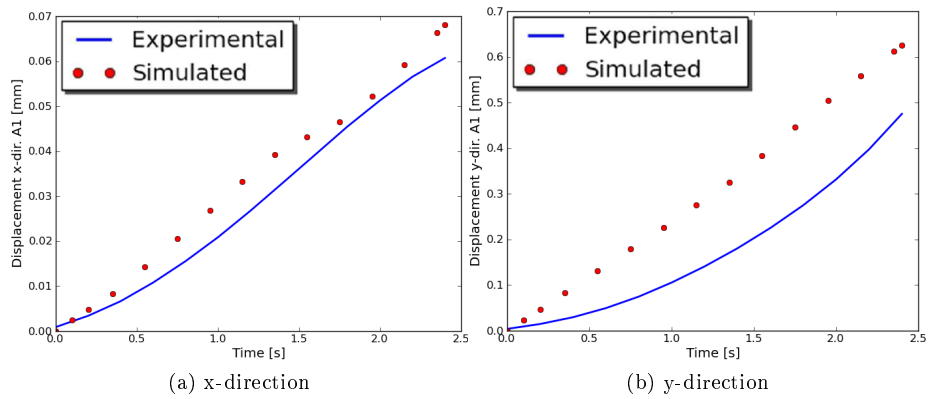 Experimental
Simulated
Displacement x-dir. A1 [mm]
0.07
0.06
0.05
0.04
0.03
0.02
0.01
0.00
0.0 0.5 1.0 1.5 2.0 2.5
Time [s]
(a) x-direction
Experimental
Simulated
Displacement y-dir. A1 [mm]
0.7
0.6
0.5
0.4
0.3
0.2
0.1
0.0
0.0 0.5 1.0 1.5 2.0 2.5
Time [s]
(b) y-direction